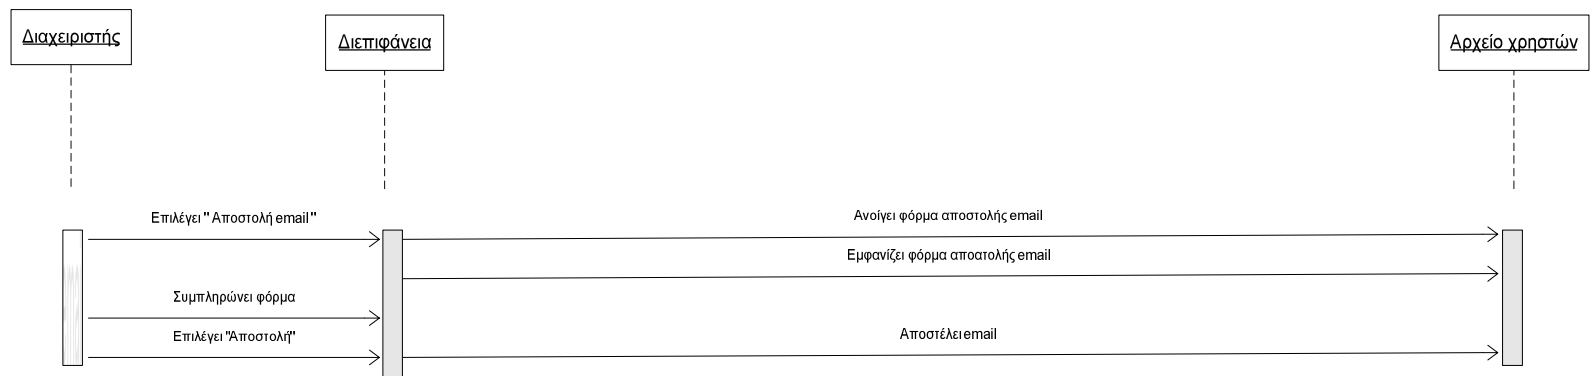 Διαχειριστής
Διεπιφάνεια
Αρχείο χρηστών
Επιλέγει " Αποστολή email"
Ανοίγει φόρμα αποστολής email
Εμφανίζει φόρμα αποατολής email
Συμπληρώνει φόρμα
Επιλέγει "Αποστολή"
Αποστέλει email